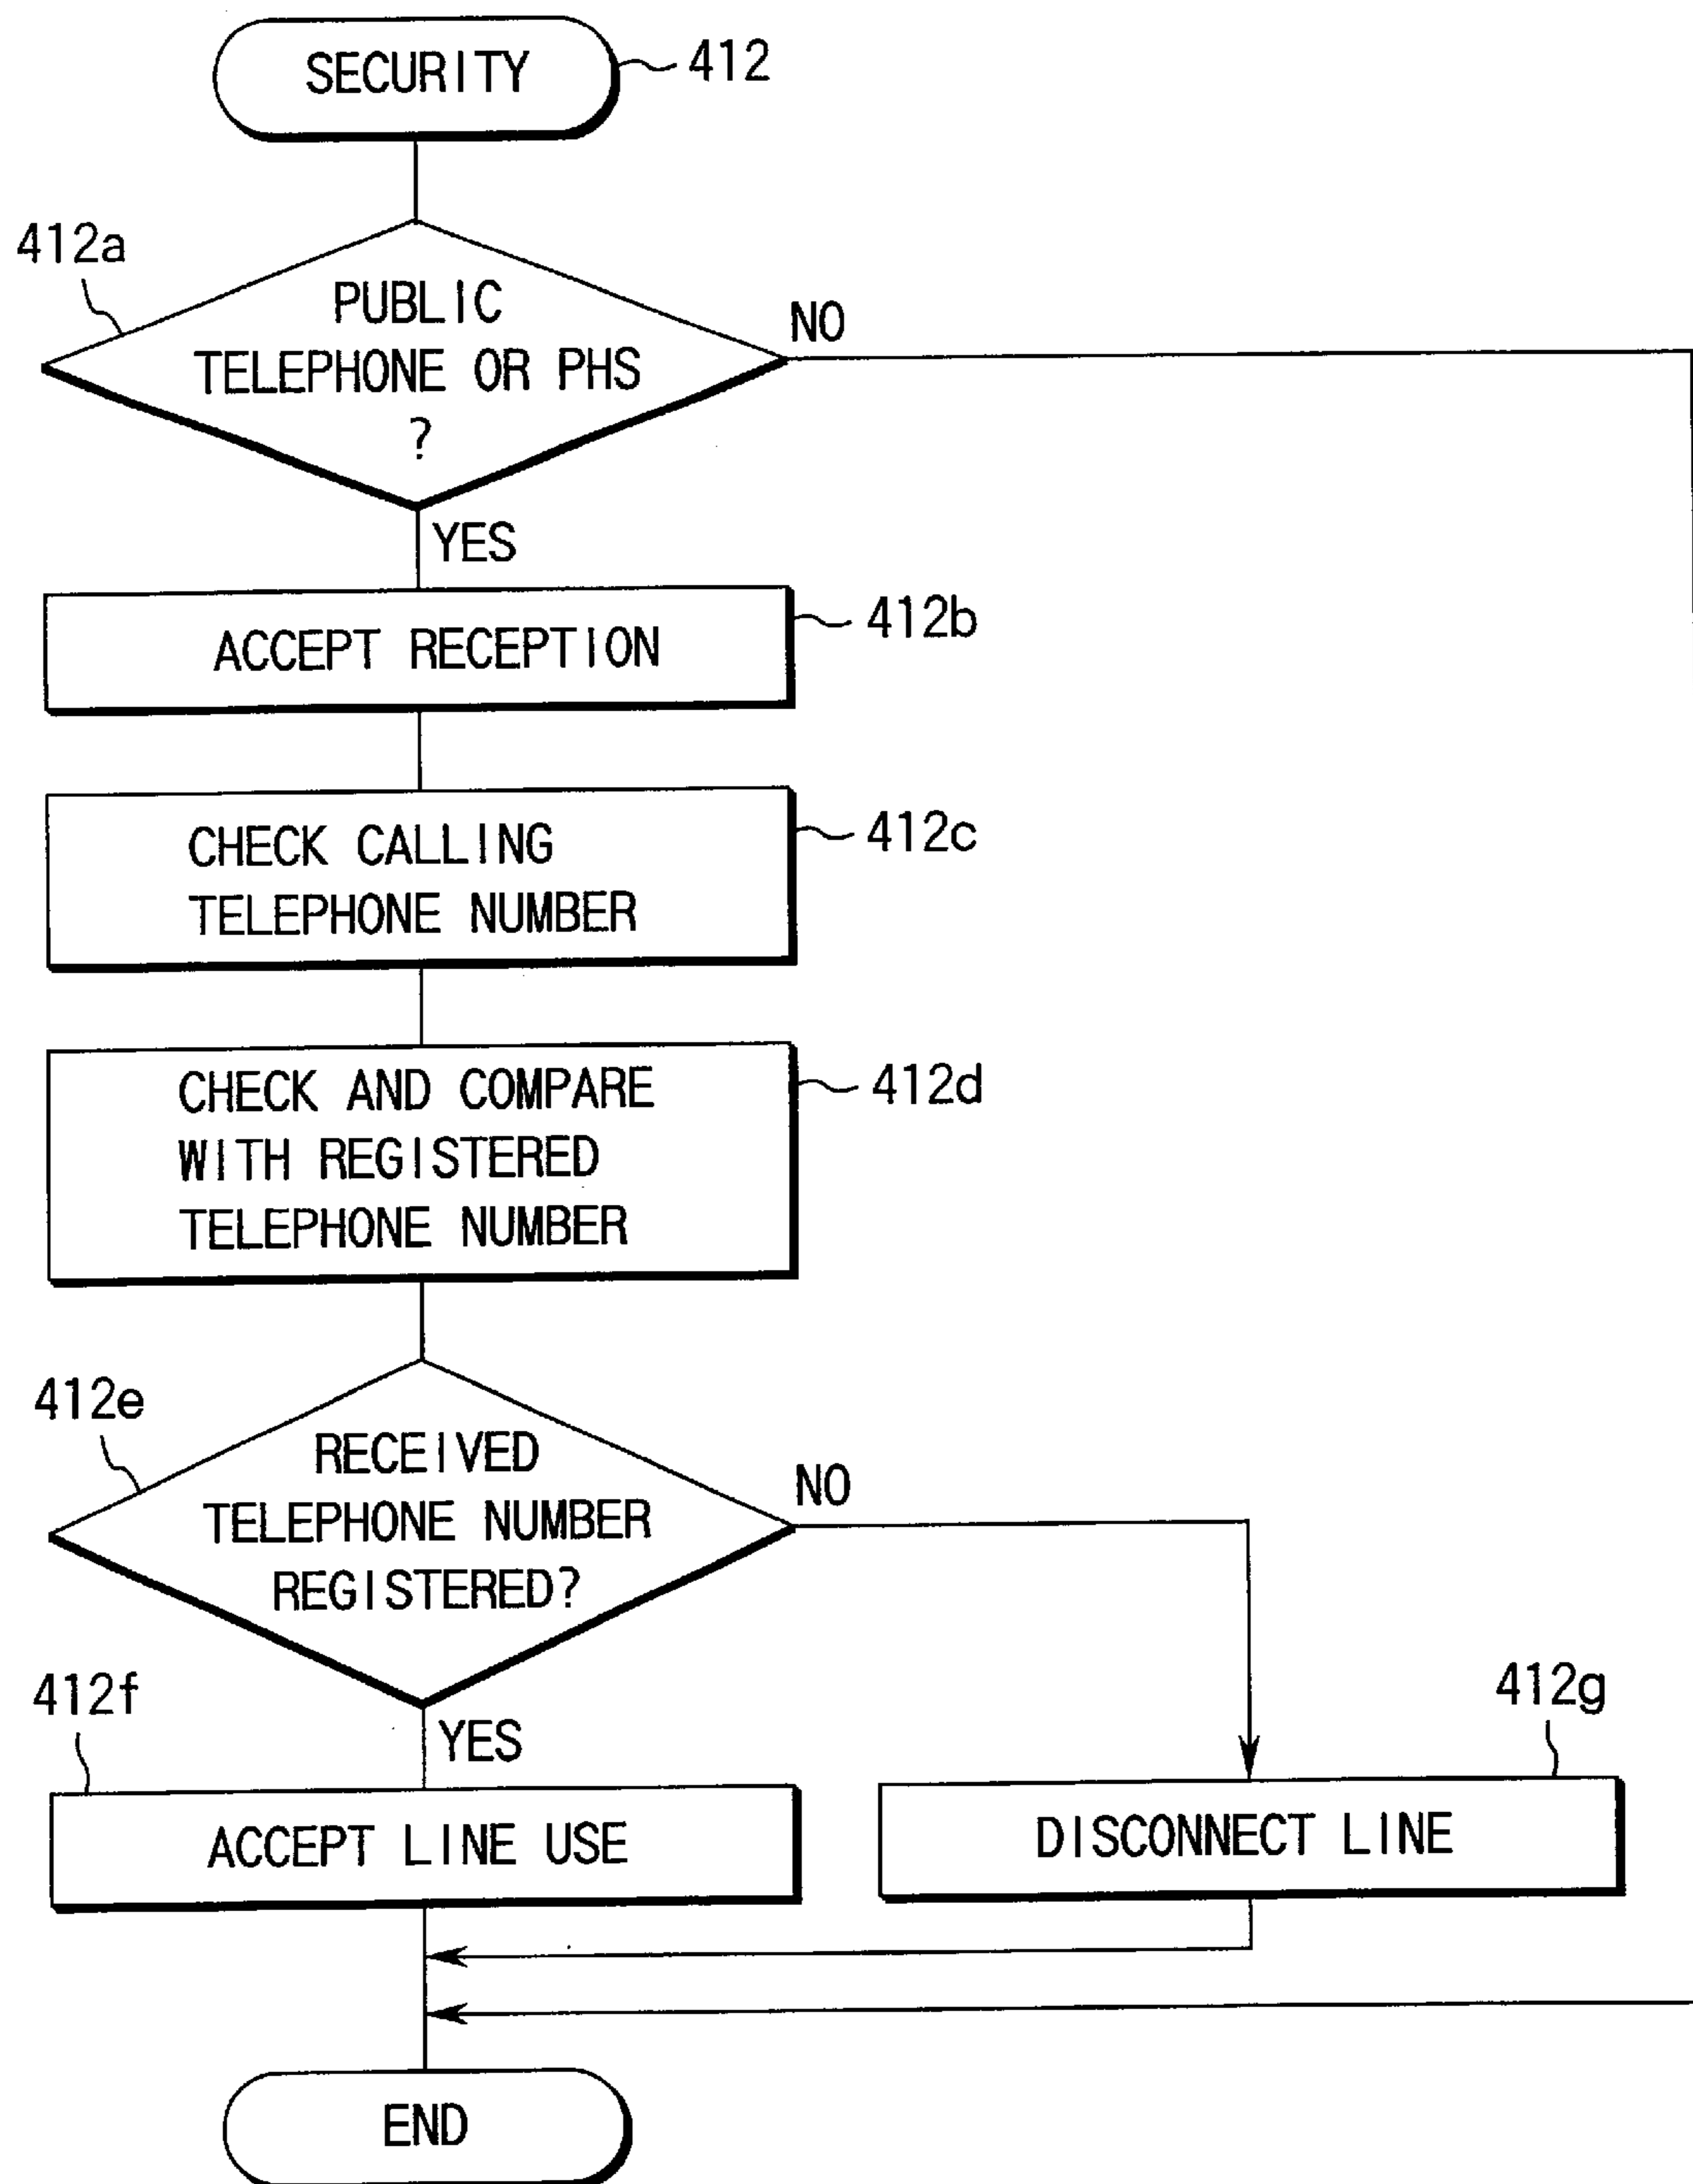 SECURITY
412
412a
PUBLIC
TELEPHONE OR PHS
?
NO
YES
ACCEPT RECEPTION
412b
CHECK CALLING
TELEPHONE NUMBER
412c
CHECK AND COMPARE
WITH REGISTERED
TELEPHONE NUMBER
412d
412e
RECEIVED
TELEPHONE NUMBER
REGISTERED?
NO
YES
412f
ACCEPT LINE USE
412g
DISCONNECT LINE
END